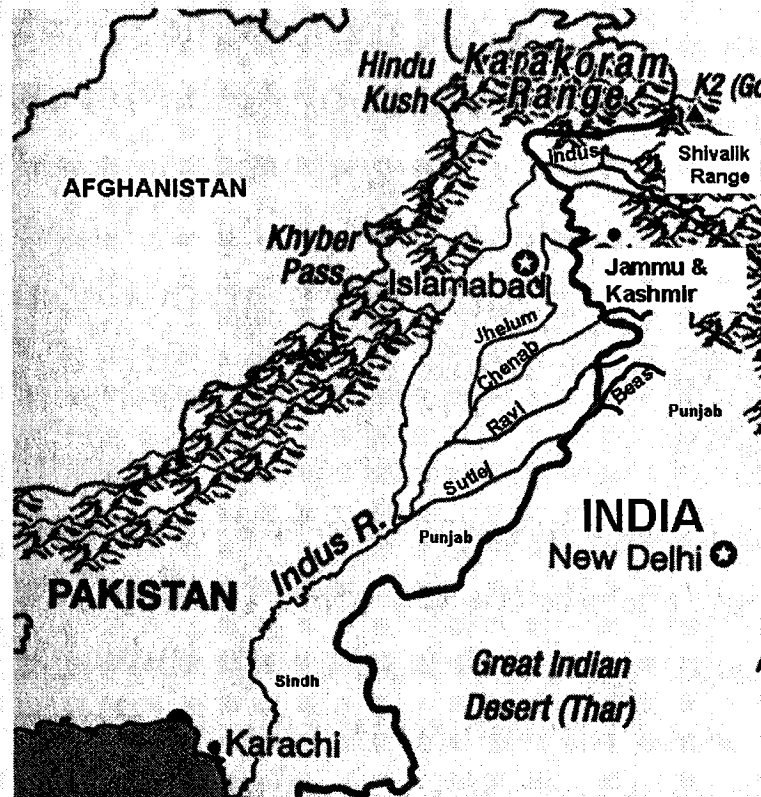 Hindu
Kush
Karakoram
Range
K2 (Go
Indus
Shivalik
Range
AFGHANISTAN
Khyber
Pass
Islamabad
Jammu &
Kashmir
Jhelum
Chenab
Ravi
Beas
Punjab
Sutlej
Punjab
Indus R.
INDIA
New Delhi
PAKISTAN
Sindh
Great Indian
Desert (Thar)
Karachi